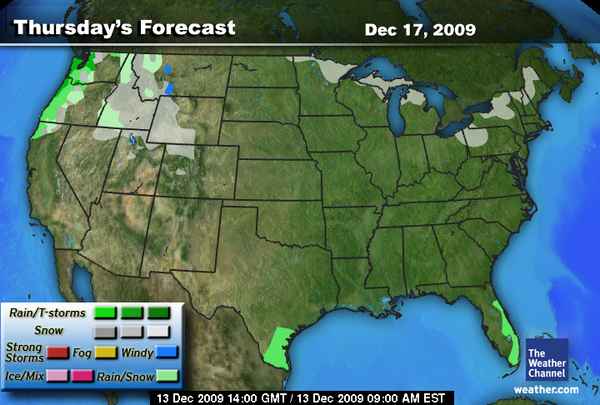 Thursday's Forecast
Dec 17, 2009
Rain/T-storms
Snow
Strong Storms
Fog
Windy
Ice/Mix
Rain/Snow
The
Weather
Channel
weather.com
13 Dec 2009 14:00 GMT / 13 Dec 2009 09:00 AM EST